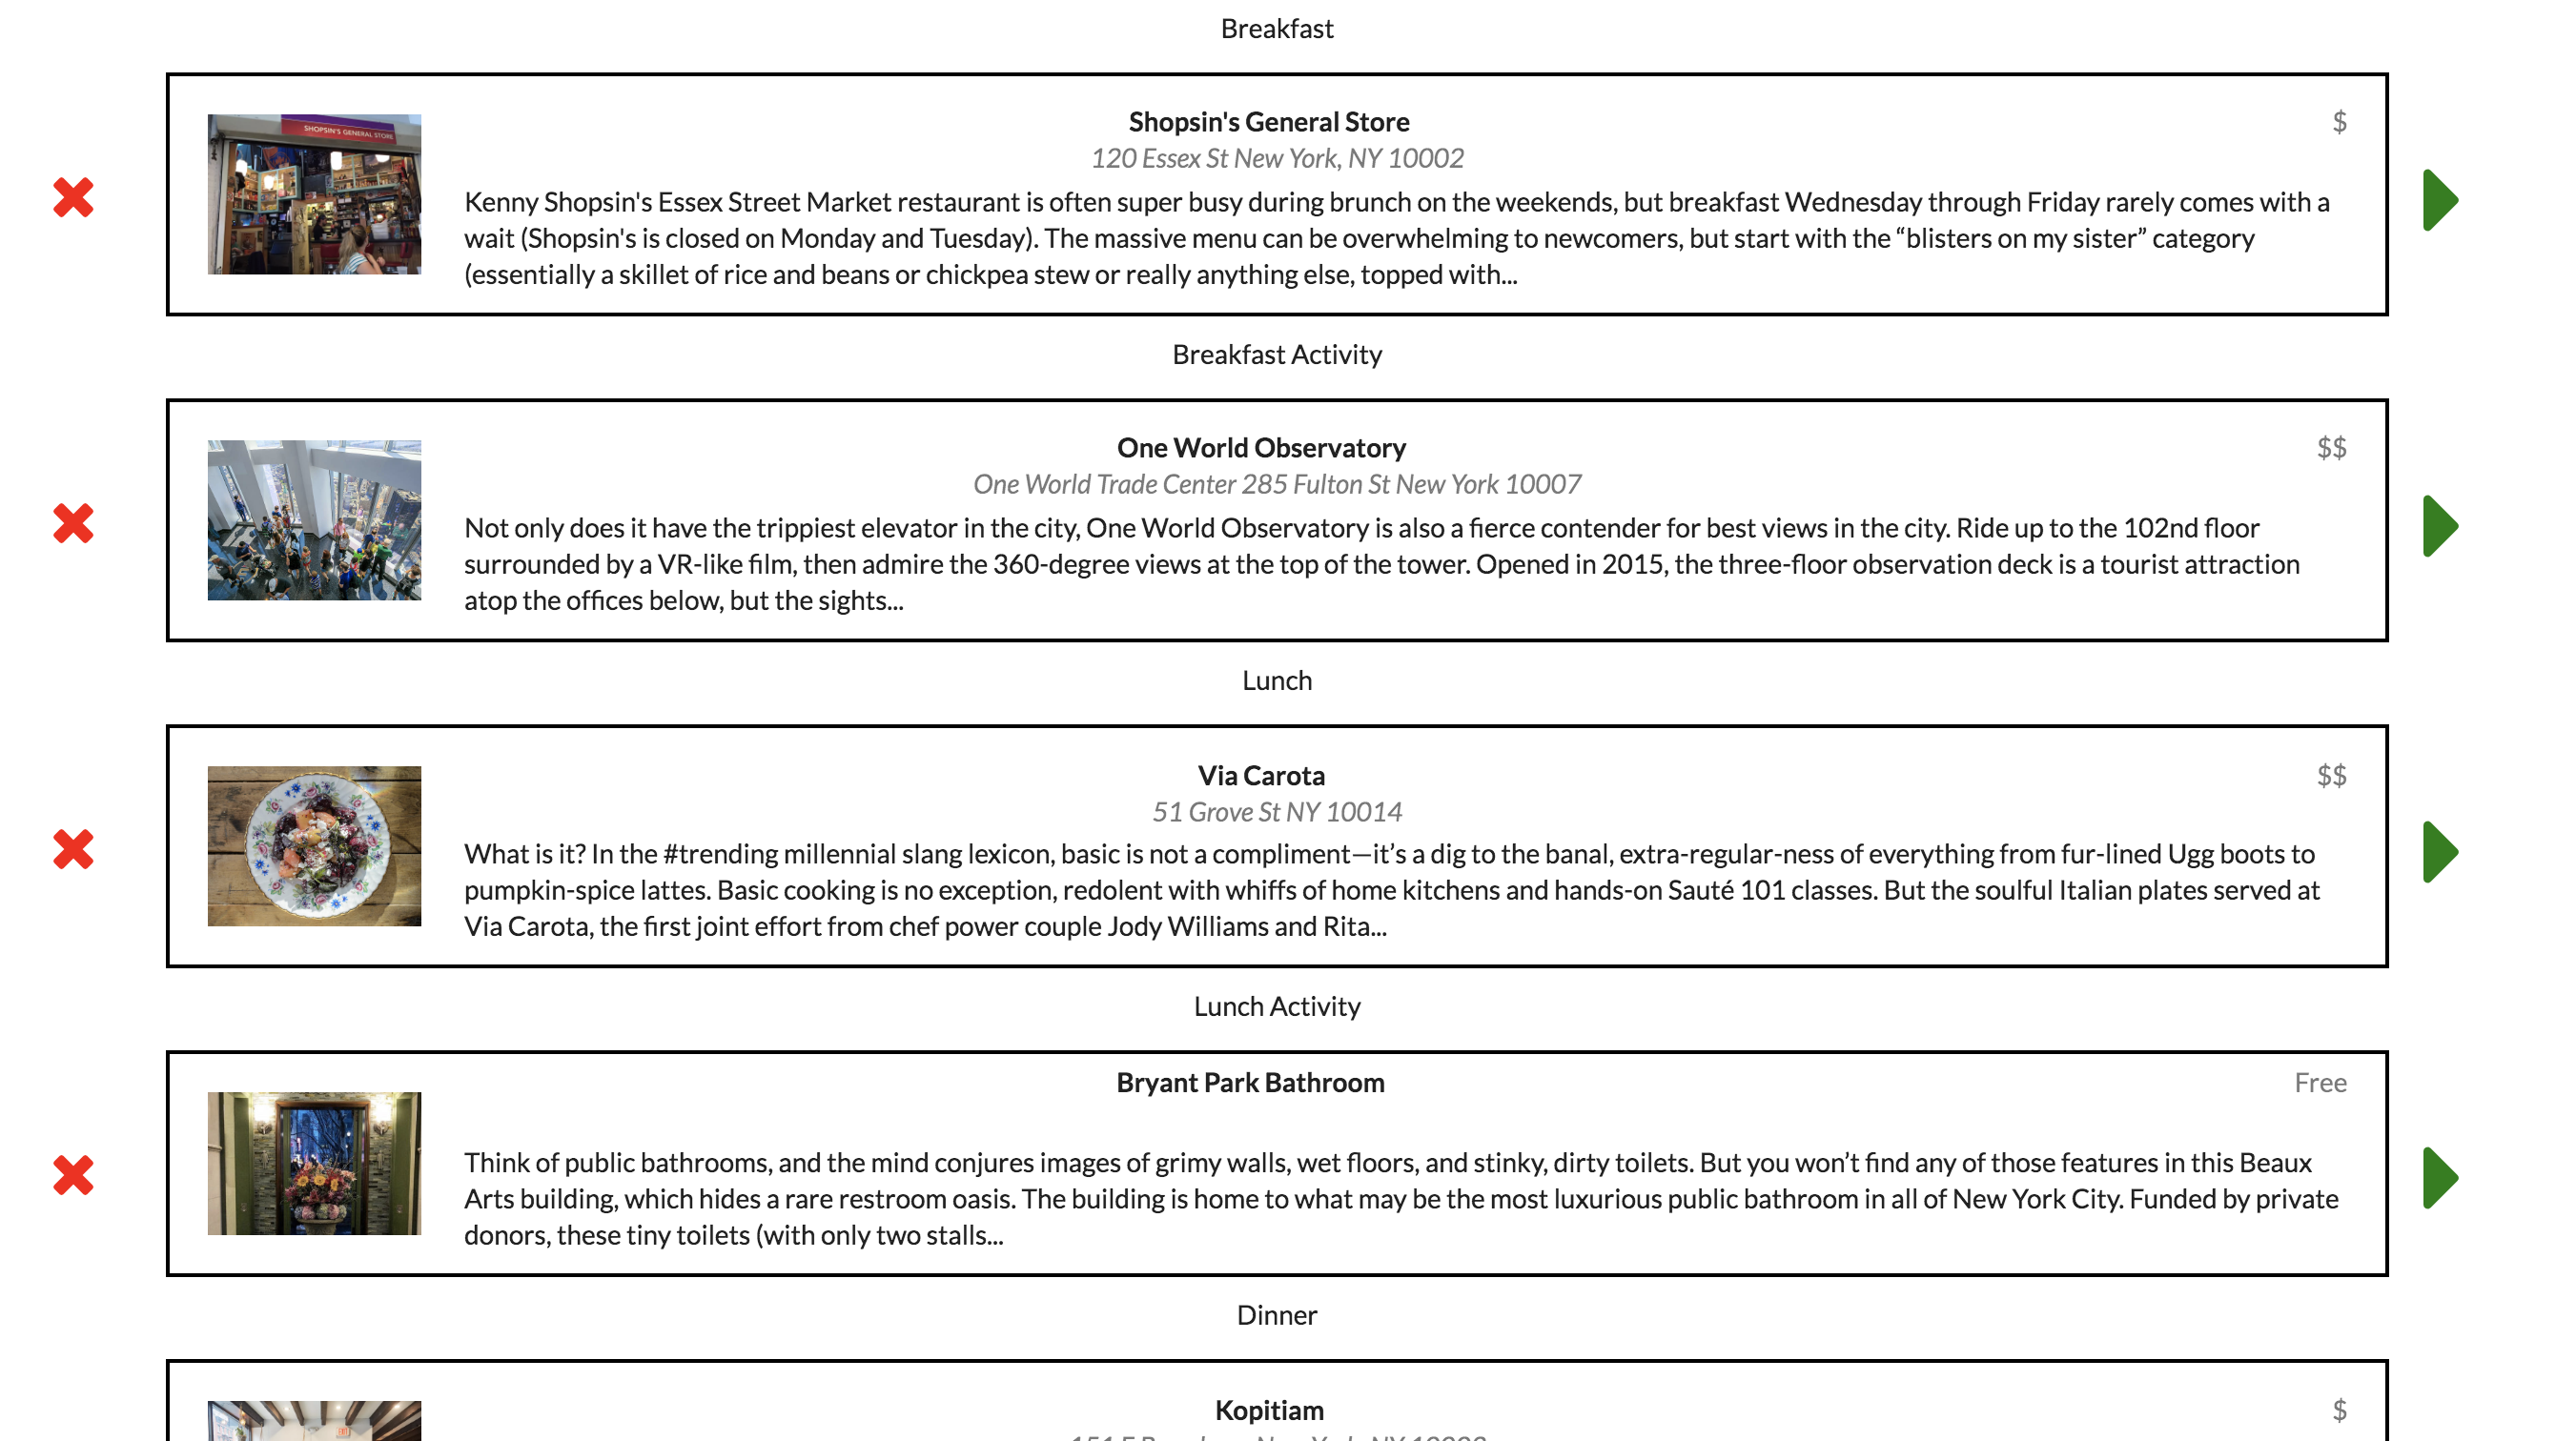 Breakfast
Shopsin's General Store
$
120 Essex St New York, NY 10002
SHOPSIN'S GENERAL STORE
Kenny Shopsin's Essex Street Market restaurant is often super busy during brunch on the weekends, but breakfast Wednesday through Friday rarely comes with a
wait (Shopsin's is closed on Monday and Tuesday). The massive menu can be overwhelming to newcomers, but start with the “blisters on my sister” category
(essentially a skillet of rice and beans or chickpea stew or really anything else, topped with...
Breakfast Activity
One World Observatory
$$
One World Trade Center 285 Fulton St New York 10007
Not only does it have the trippiest elevator in the city, One World Observatory is also a fierce contender for best views in the city. Ride up to the 102nd floor
surrounded by a VR-like film, then admire the 360-degree views at the top of the tower. Opened in 2015, the three-floor observation deck is a tourist attraction
atop the offices below, but the sights...
Lunch
Via Carota
$$
51 Grove St NY 10014
What is it? In the #trending millennial slang lexicon, basic is not a compliment—it’s a dig to the banal, extra-regular-ness of everything from fur-lined Ugg boots to
pumpkin-spice lattes. Basic cooking is no exception, redolent with whiffs of home kitchens and hands-on Sauté 101 classes. But the soulful Italian plates served at
Via Carota, the first joint effort from chef power couple Jody Williams and Rita...
Lunch Activity
Bryant Park Bathroom
Free
Think of public bathrooms, and the mind conjures images of grimy walls, wet floors, and stinky, dirty toilets. But you won’t find any of those features in this Beaux
Arts building, which hides a rare restroom oasis. The building is home to what may be the most luxurious public bathroom in all of New York City. Funded by private
donors, these tiny toilets (with only two stalls...
Dinner
Kopitiam
$